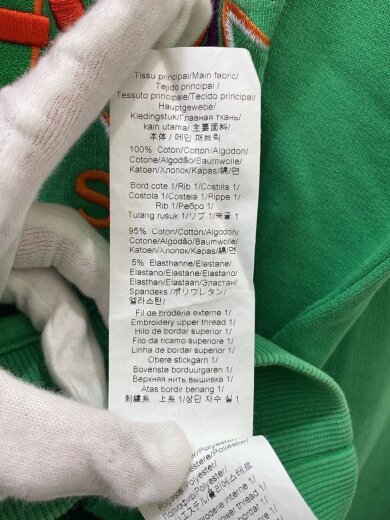 Tissu principal/Main fabric/
Tejido principal 1/
Tessuto principale/Tecido principal/
Hauptgewebe/
Kledingstuk/Главная ткань/
kain utama/ 主要面料/
本体 / 메인 패브릭
100% Coton/Cotton/Algodon/
Cotone/Algodão/Baumwolle/
Katoen/Хлопок/Kapas/綿/면
Bord cote 1/Rib 1/Costilla 1/
Costola 1/Costela 1/Rippe 1/
Rib 1/Ребро 1/
Tulang rusuk 1/リブ 1/
95% Coton/Cotton/Algodon/
Cotone/Algodão/Baumwolle/
Katoen/Хлопок/Kapas/綿/면
5% Elasthanne/Elastane/
Elastano/Elastane/Elastano/
Elasthan/Elastaan/Эластан/
Spandeks /ポリウレタン/
엘라스탄/
Fil de broderie externe 1/
Embroidery upper thread 1/
Hilo de bordar superior 1/
Filo da ricamo superiore 1/
Linha de bordar superior 1/
Obere stickgarn 1/
Bovenste borduurgaren 1/
Верхняя нить вышивка 1/
Atas bordir benang 1/
刺繍糸 上糸 1/상단 자수 실 1